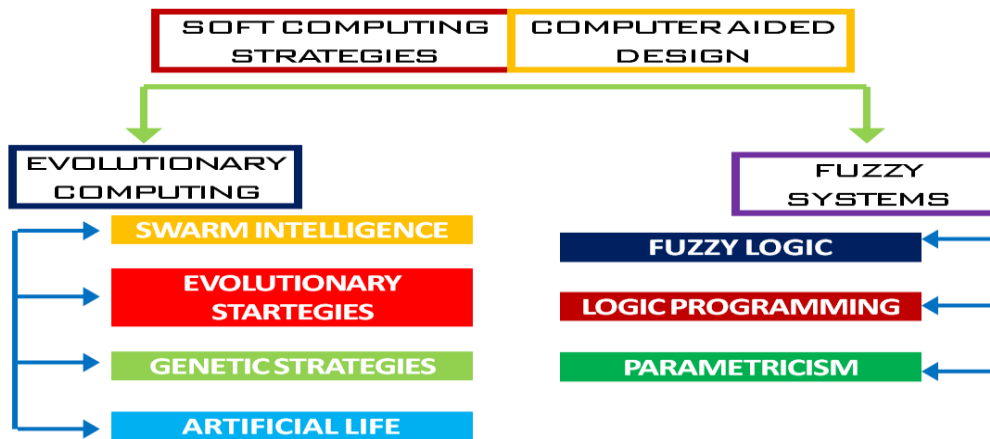 SOFT COMPUTING
STRATEGIES
COMPUTER AIDED
DESIGN
EVOLUTIONARY
COMPUTING
SWARM INTELLIGENCE
EVOLUTIONARY
STARTEGIES
GENETIC STRATEGIES
ARTIFICIAL LIFE
FUZZY
SYSTEMS
FUZZY LOGIC
LOGIC PROGRAMMING
PARAMETRICISM